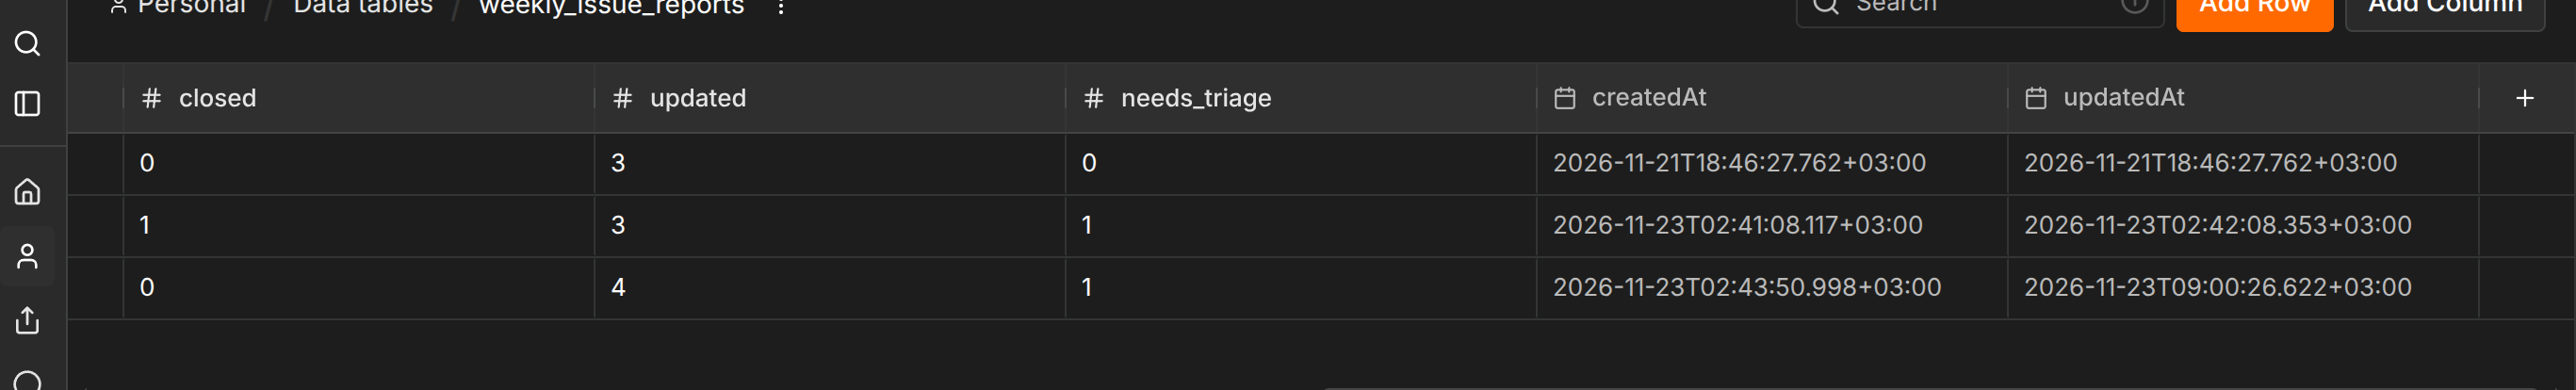 Personal / Data tables / weekly_issue_reports
Search
Add Row
Add Column
closed updated needs_triage createdAt updatedAt
0 3 0 2026-11-21T18:46:27.762+03:00 2026-11-21T18:46:27.762+03:00
1 3 1 2026-11-23T02:41:08.117+03:00 2026-11-23T02:42:08.353+03:00
0 4 1 2026-11-23T02:43:50.998+03:00 2026-11-23T09:00:26.622+03:00